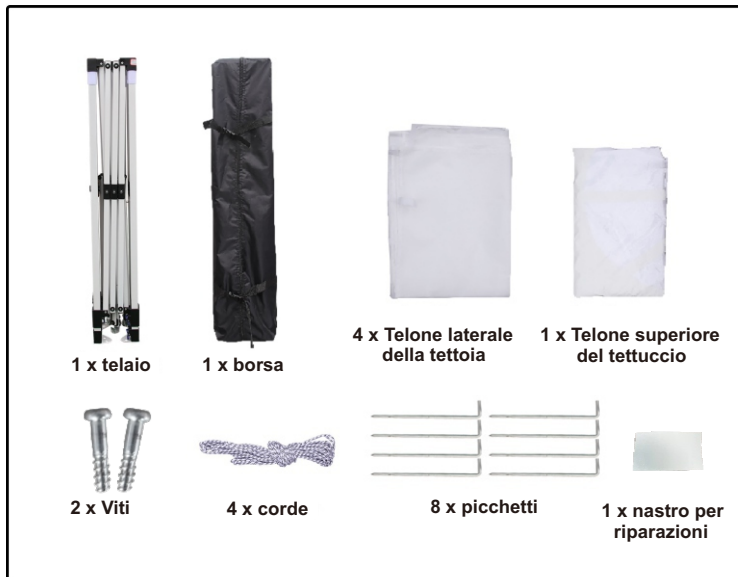 1 x telaio
1 x borsa
4 x Telone laterale
della tettoia
1 x Telone superiore
del tettuccio
2 x Viti
4 x corde
8 x picchetti
1 x nastro per
riparazioni